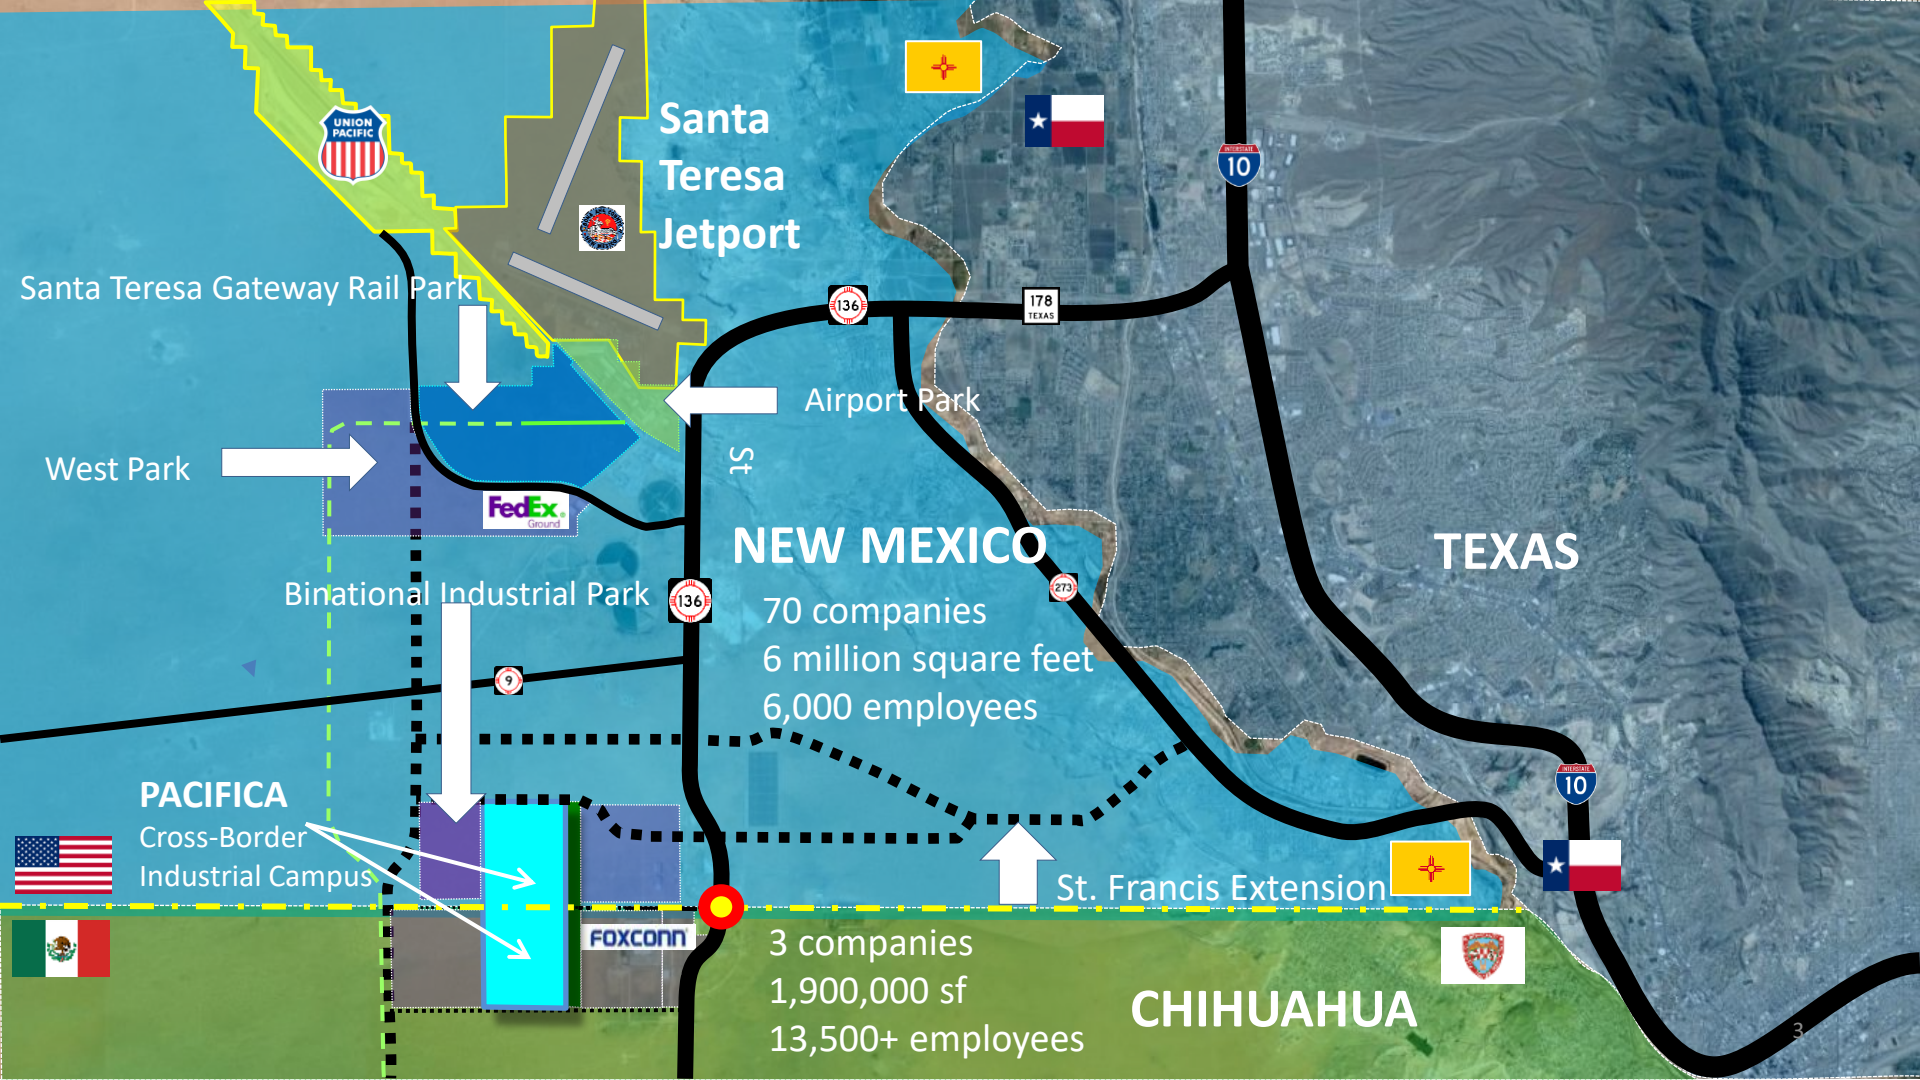 UNION
PACIFIC
Santa
Teresa
Jetport
INTERSTATE
10
Santa Teresa Gateway Rail Park
136
178
TEXAS
Airport Park
West Park
St
FedEx
Ground
NEW MEXICO
70 companies
6 million square feet
6,000 employees
TEXAS
Binational Industrial Park
136
273
9
INTERSTATE
10
PACIFICA
Cross-Border
Industrial Campus
St. Francis Extension
FOXCONN
3 companies
1,900,000 sf
13,500+ employees
CHIHUAHUA
3